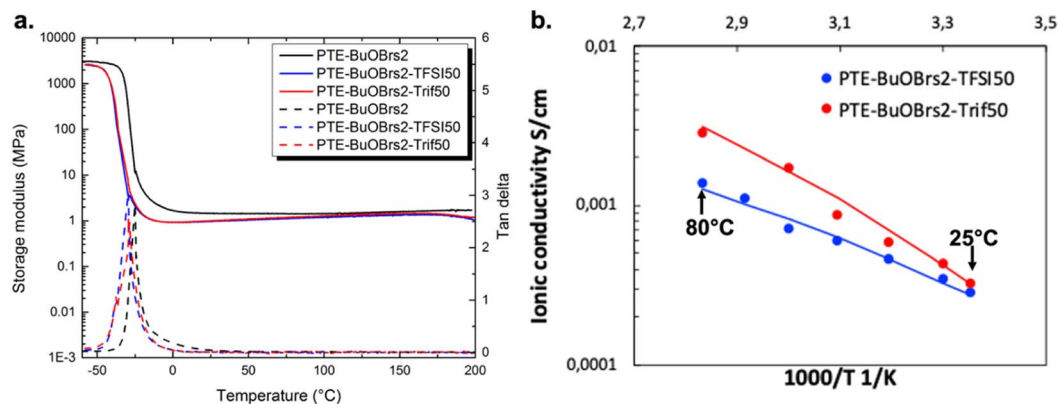 a.
10000
1000
100
10
1
0.1
0.01
1E-3
Storage modulus (MPa)
PTE-BuOBrs2
PTE-BuOBrs2-TFSI50
PTE-BuOBrs2-Trif50
PTE-BuOBrs2
PTE-BuOBrs2-TFSI50
PTE-BuOBrs2-Trif50
6
5
4
3
2
1
0
Tan delta
-50
0
50
100
150
200
Temperature (°C)
b.
2,7
2,9
3,1
3,3
3,5
0,01
0,001
0,0001
Ionic conductivity S/cm
PTE-BuOBrs2-TFSI50
PTE-BuOBrs2-Trif50
80°C
25°C
1000/T 1/K